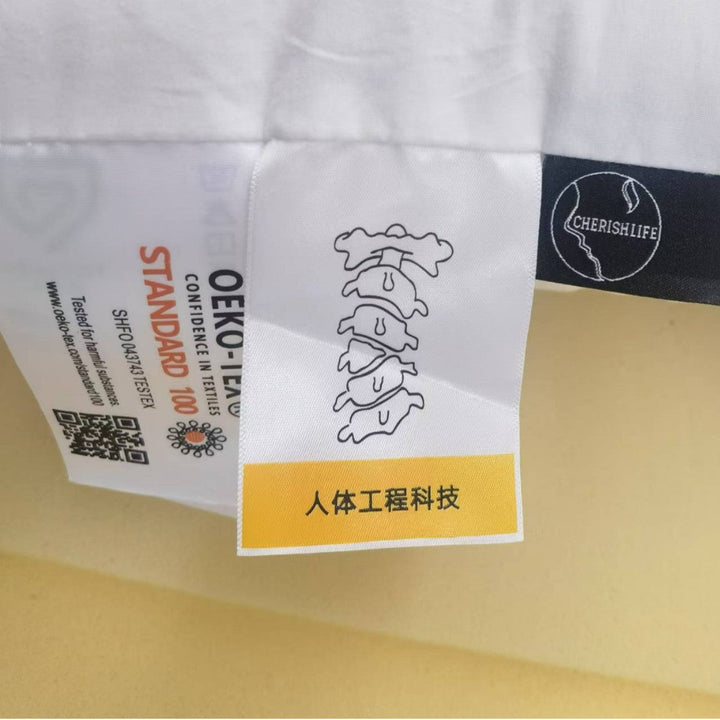 OEKO-TEX®
CONFIDENCE IN TEXTILES
STANDARD 100
SHFO 043743 TESTEX
Tested for harmful substances.
www.oeko-tex.com/standard100
人体工程科技
CHERISHLIFE